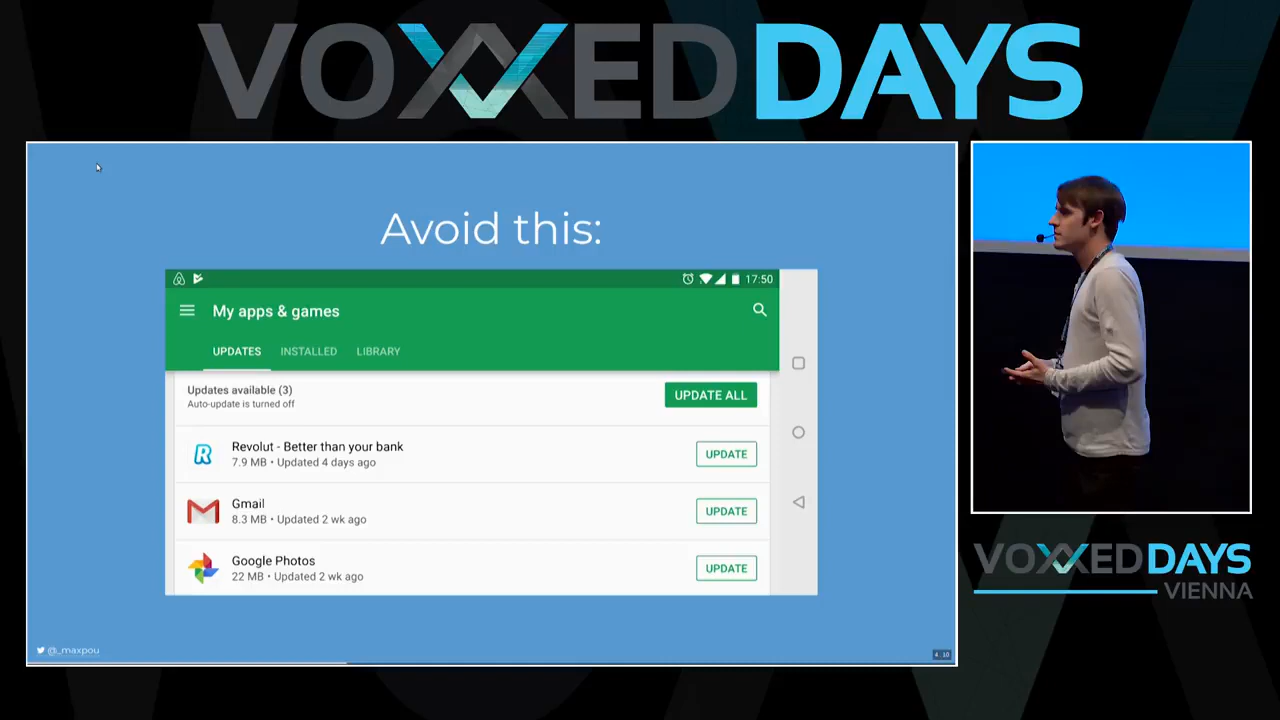 VOXXED DAYS
Avoid this:
17:50
My apps & games
UPDATES INSTALLED LIBRARY
Updates available (3)
Auto-update is turned off
UPDATE ALL
Revolut - Better than your bank
7.9 MB • Updated 4 days ago
UPDATE
Gmail
8.3 MB • Updated 2 wk ago
UPDATE
Google Photos
22 MB • Updated 2 wk ago
UPDATE
@_maxpou
4.10
VOXXED DAYS
VIENNA